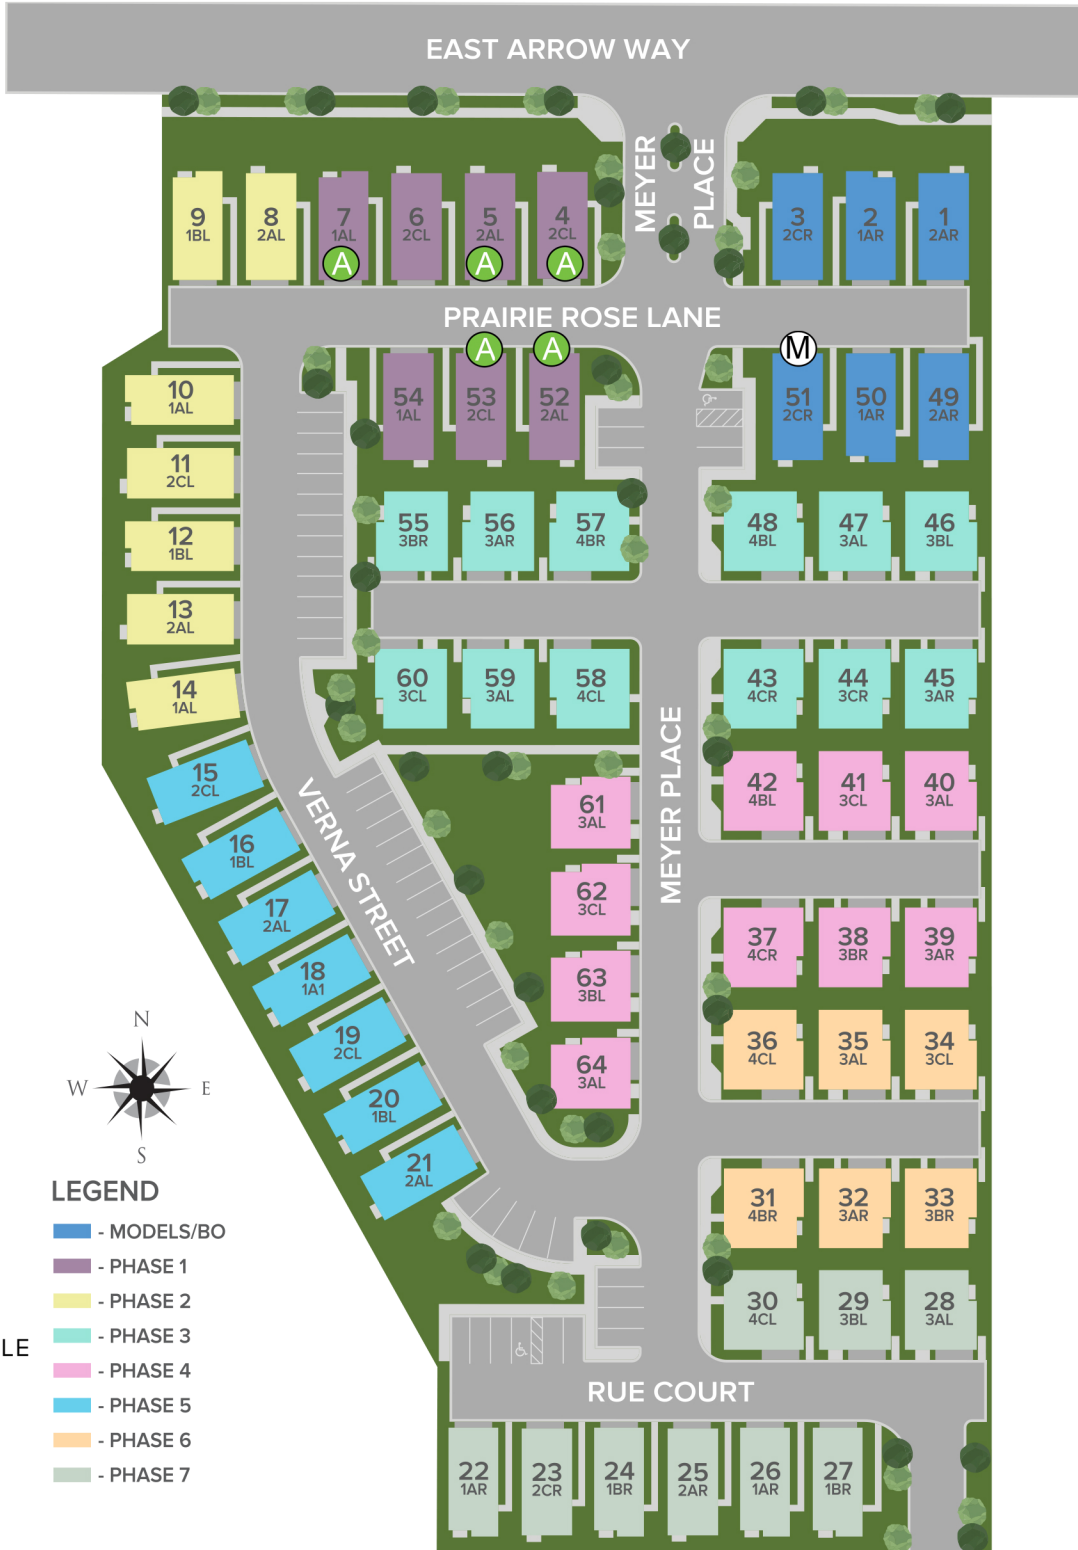 EAST ARROW WAY
MEYER PLACE
9
1BL
8
2AL
7
1AL
A
6
2CL
5
2AL
A
4
2CL
A
3
2CR
2
1AR
1
2AR
PRAIRIE ROSE LANE
54
1AL
A
53
2CL
A
52
2AL
M
51
2CR
50
1AR
49
2AR
10
1AL
11
2CL
12
1BL
13
2AL
14
1AL
55
3BR
56
3AR
57
4BR
48
4BL
47
3AL
46
3BL
60
3CL
59
3AL
58
4CL
43
4CR
44
3CR
45
3AR
MEYER PLACE
VERNA STREET
15
2CL
16
1BL
17
2AL
18
1A1
19
2CL
20
1BL
21
2AL
61
3AL
62
3CL
63
3BL
64
3AL
42
4BL
41
3CL
40
3AL
37
4CR
38
3BR
39
3AR
36
4CL
35
3AL
34
3CL
31
4BR
32
3AR
33
3BR
30
4CL
29
3BL
28
3AL
RUE COURT
22
1AR
23
2CR
24
1BR
25
2AR
26
1AR
27
1BR
N
W E
S
LEGEND
- MODELS/BO
- PHASE 1
- PHASE 2
- PHASE 3
LE
- PHASE 4
- PHASE 5
- PHASE 6
- PHASE 7